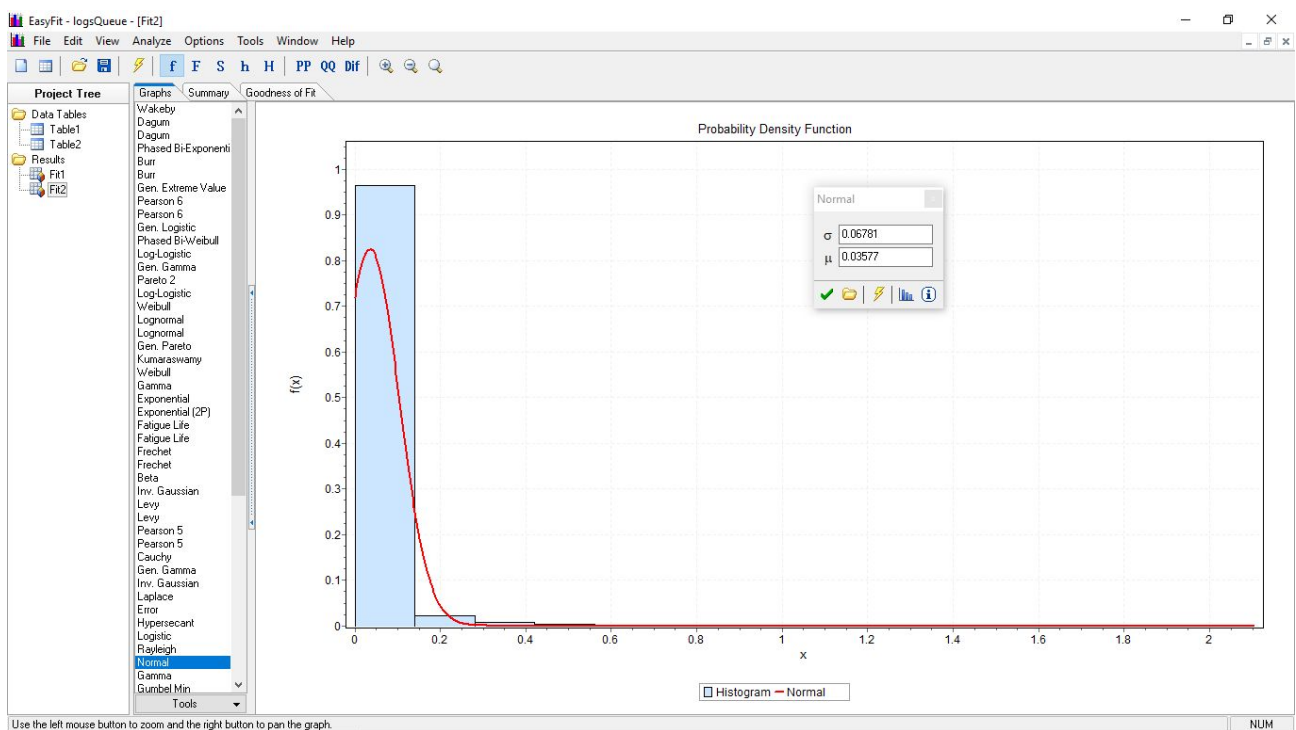 EasyFit - logsQueue - [Fit2]
File Edit View Analyze Options Tools Window Help
f F S h H PP QQ Dif
Project Tree
Data Tables
Table1
Table2
Results
Fit1
Fit2
Graphs Summary Goodness of Fit
Wakeby
Dagum
Dagum
Phased Bi-Exponenti
Burr
Burr
Gen. Extreme Value
Pearson 6
Pearson 6
Gen. Logistic
Phased Bi-Weibull
Log-Logistic
Gen. Gamma
Pareto 2
Log-Logistic
Weibull
Lognormal
Lognormal
Gen. Pareto
Kumaraswamy
Weibull
Gamma
Exponential
Exponential (2P)
Fatigue Life
Fatigue Life
Frechet
Frechet
Beta
Inv. Gaussian
Levy
Levy
Pearson 5
Pearson 5
Cauchy
Gen. Gamma
Inv. Gaussian
Laplace
Error
Hypersecant
Logistic
Rayleigh
Normal
Gamma
Gumbel Min
Tools
Probability Density Function
1
0.9
0.8
0.7
0.6
0.5
0.4
0.3
0.2
0.1
0
f(x)
0 0.2 0.4 0.6 0.8 1 1.2 1.4 1.6 1.8 2
x
Histogram Normal
Normal
σ 0.06781
μ 0.03577
Use the left mouse button to zoom and the right button to pan the graph.
NUM